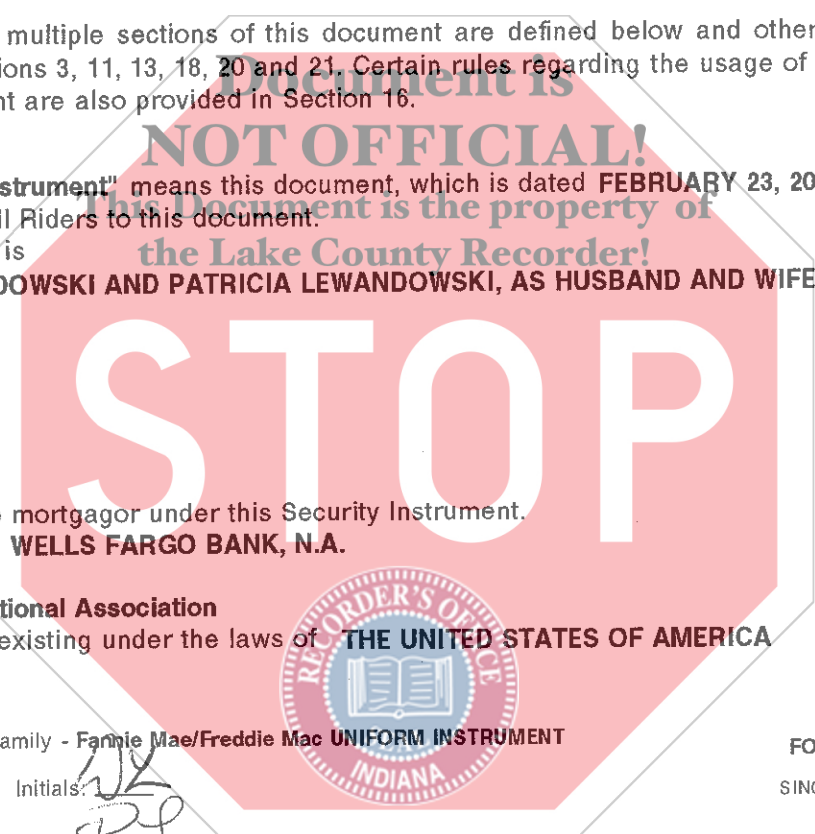 multiple sections of this document are defined below and other
ions 3, 11, 13, 18, 20 and 21. Certain rules regarding the usage of
nt are also provided in Section 16.
Document is
NOT OFFICIAL!
This Document is the property of
the Lake County Recorder!
strument" means this document, which is dated FEBRUARY 23, 20
ll Riders to this document.
is
DOWSKI AND PATRICIA LEWANDOWSKI, AS HUSBAND AND WIFE
STOP
mortgagor under this Security Instrument.
WELLS FARGO BANK, N.A.
tional Association
existing under the laws of THE UNITED STATES OF AMERICA
RECORDER'S OFFICE
SEAL
INDIANA
amily - Fannie Mae/Freddie Mac UNIFORM INSTRUMENT
FO
Initials:
SING